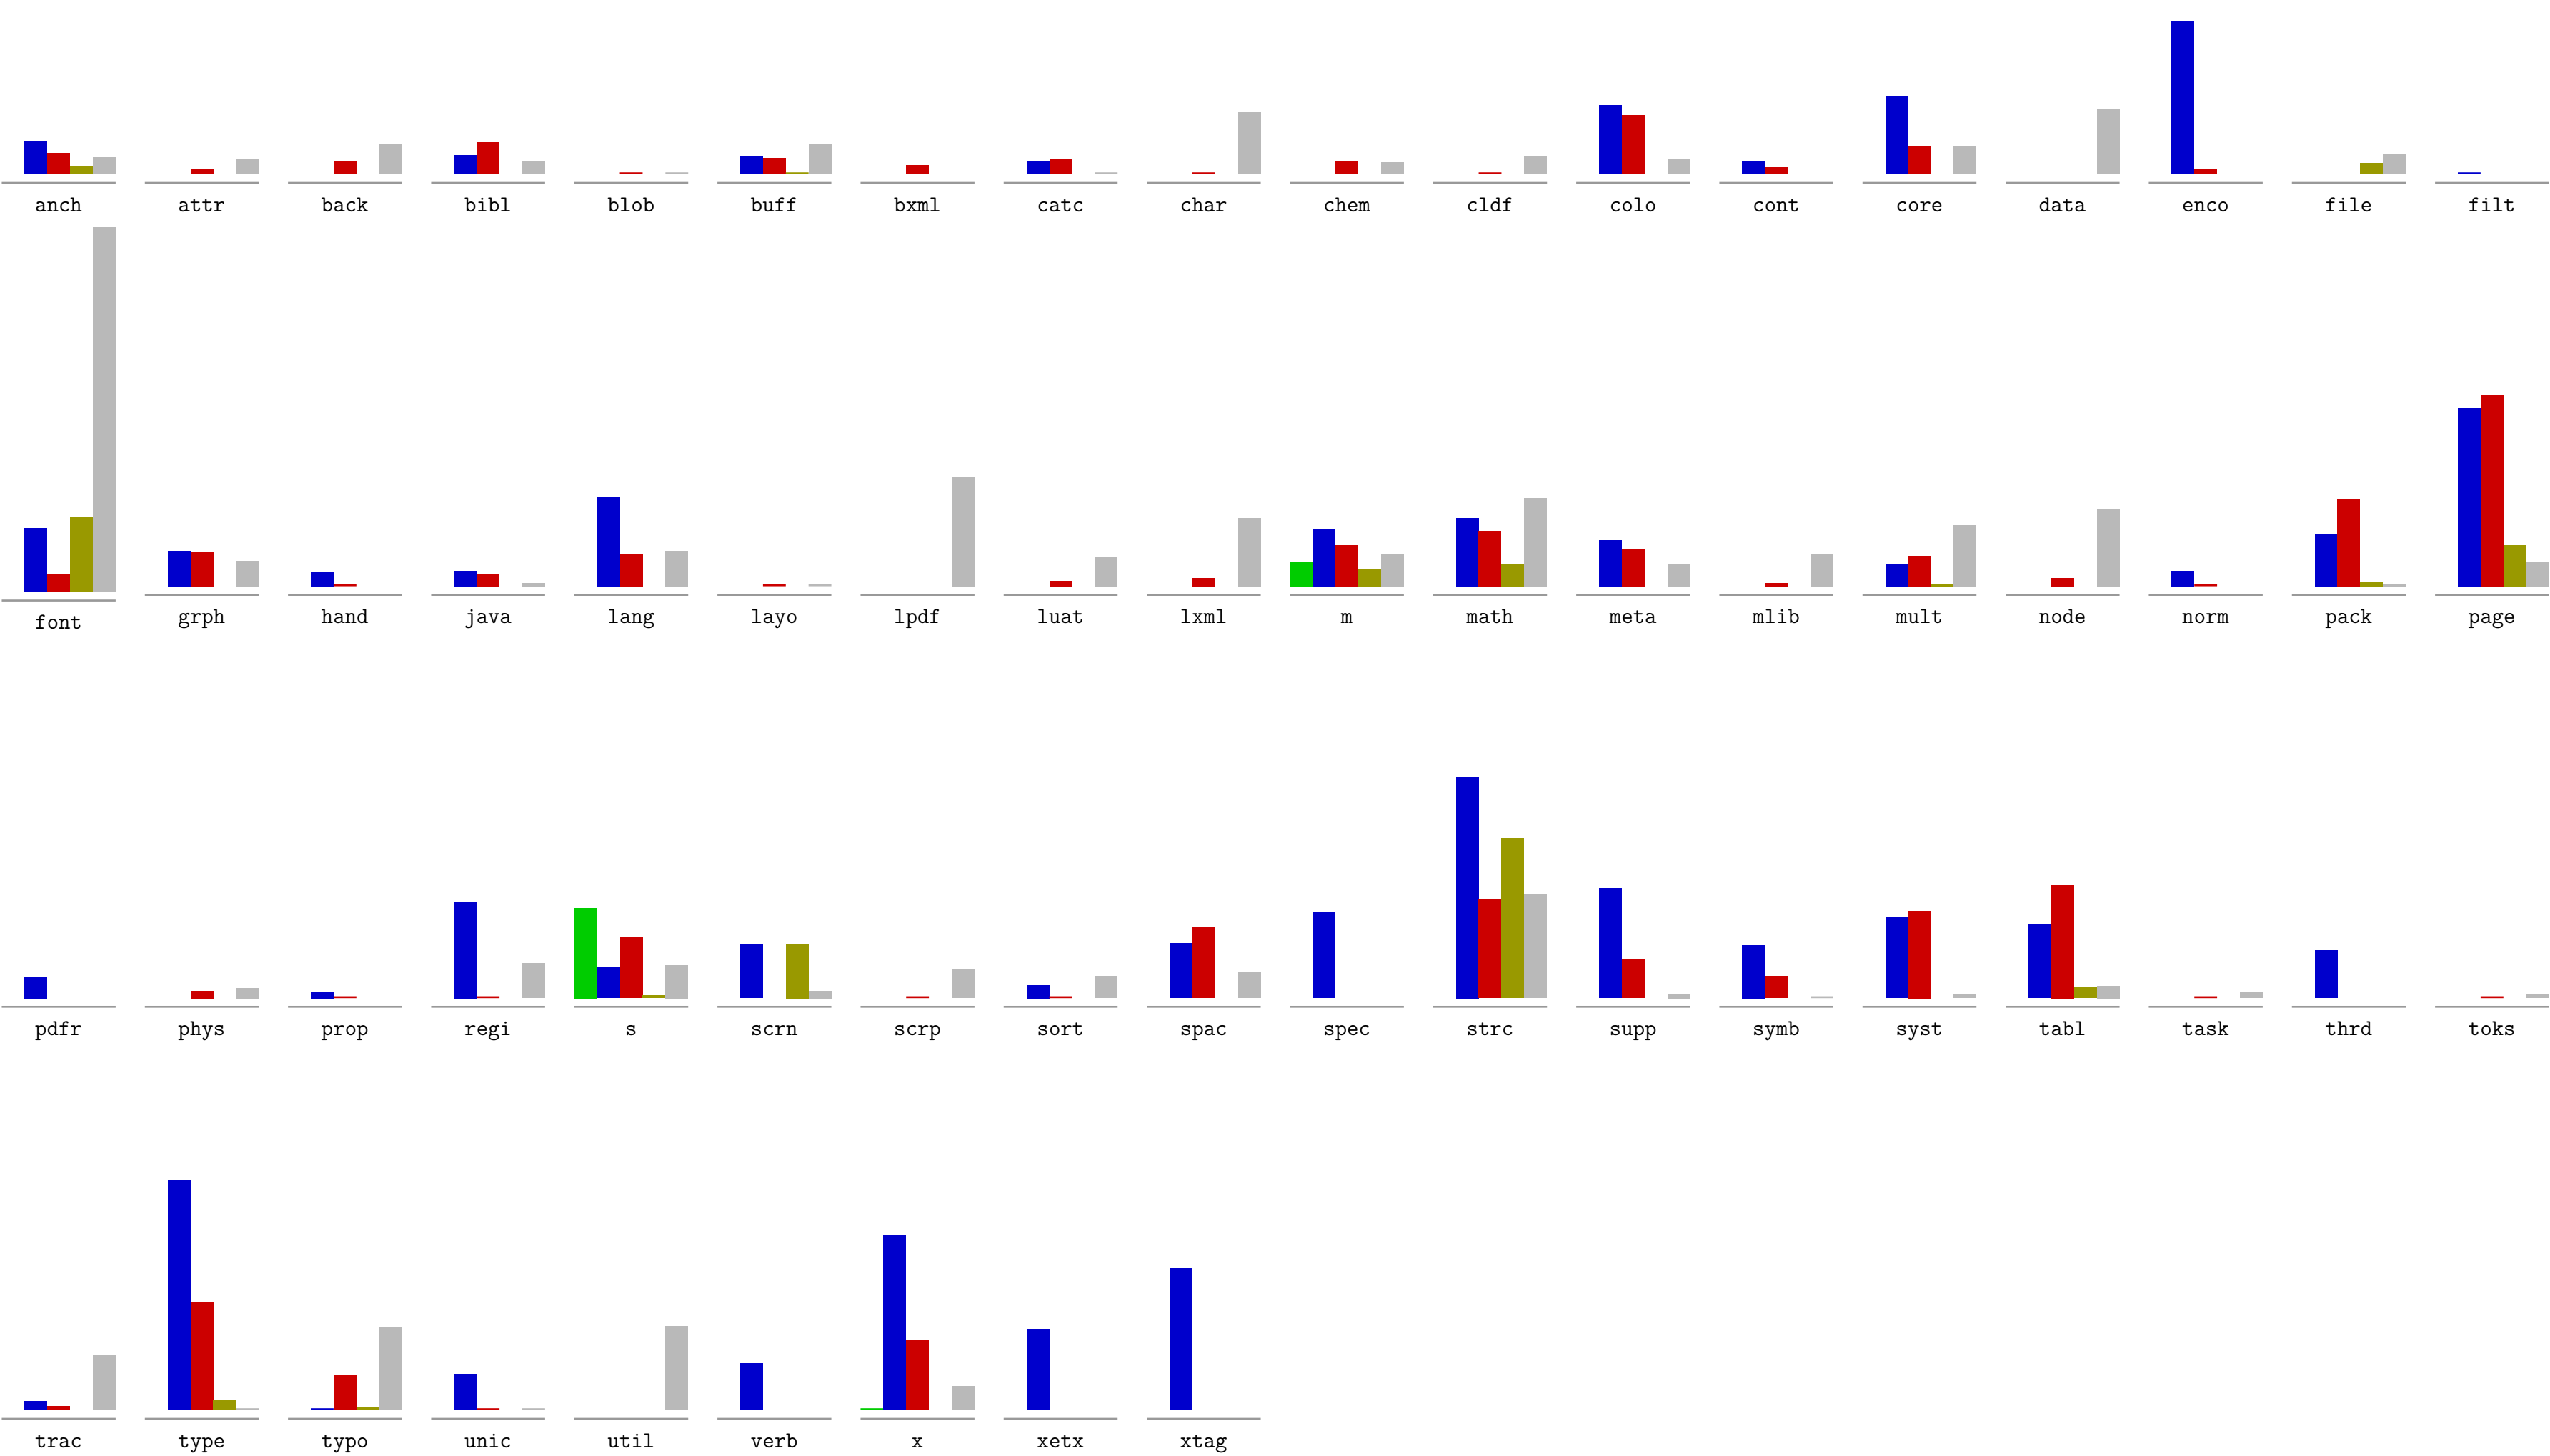 anch attr back bibl blob buff bxml catc char chem cldf colo cont core data enco file filt
font grph hand java lang layo lpdf luat lxml m math meta mlib mult node norm pack page
pdfr phys prop regi s scrn scrp sort spac spec strc supp symb syst tabl task thrd toks
trac type typo unic util verb x xetx xtag